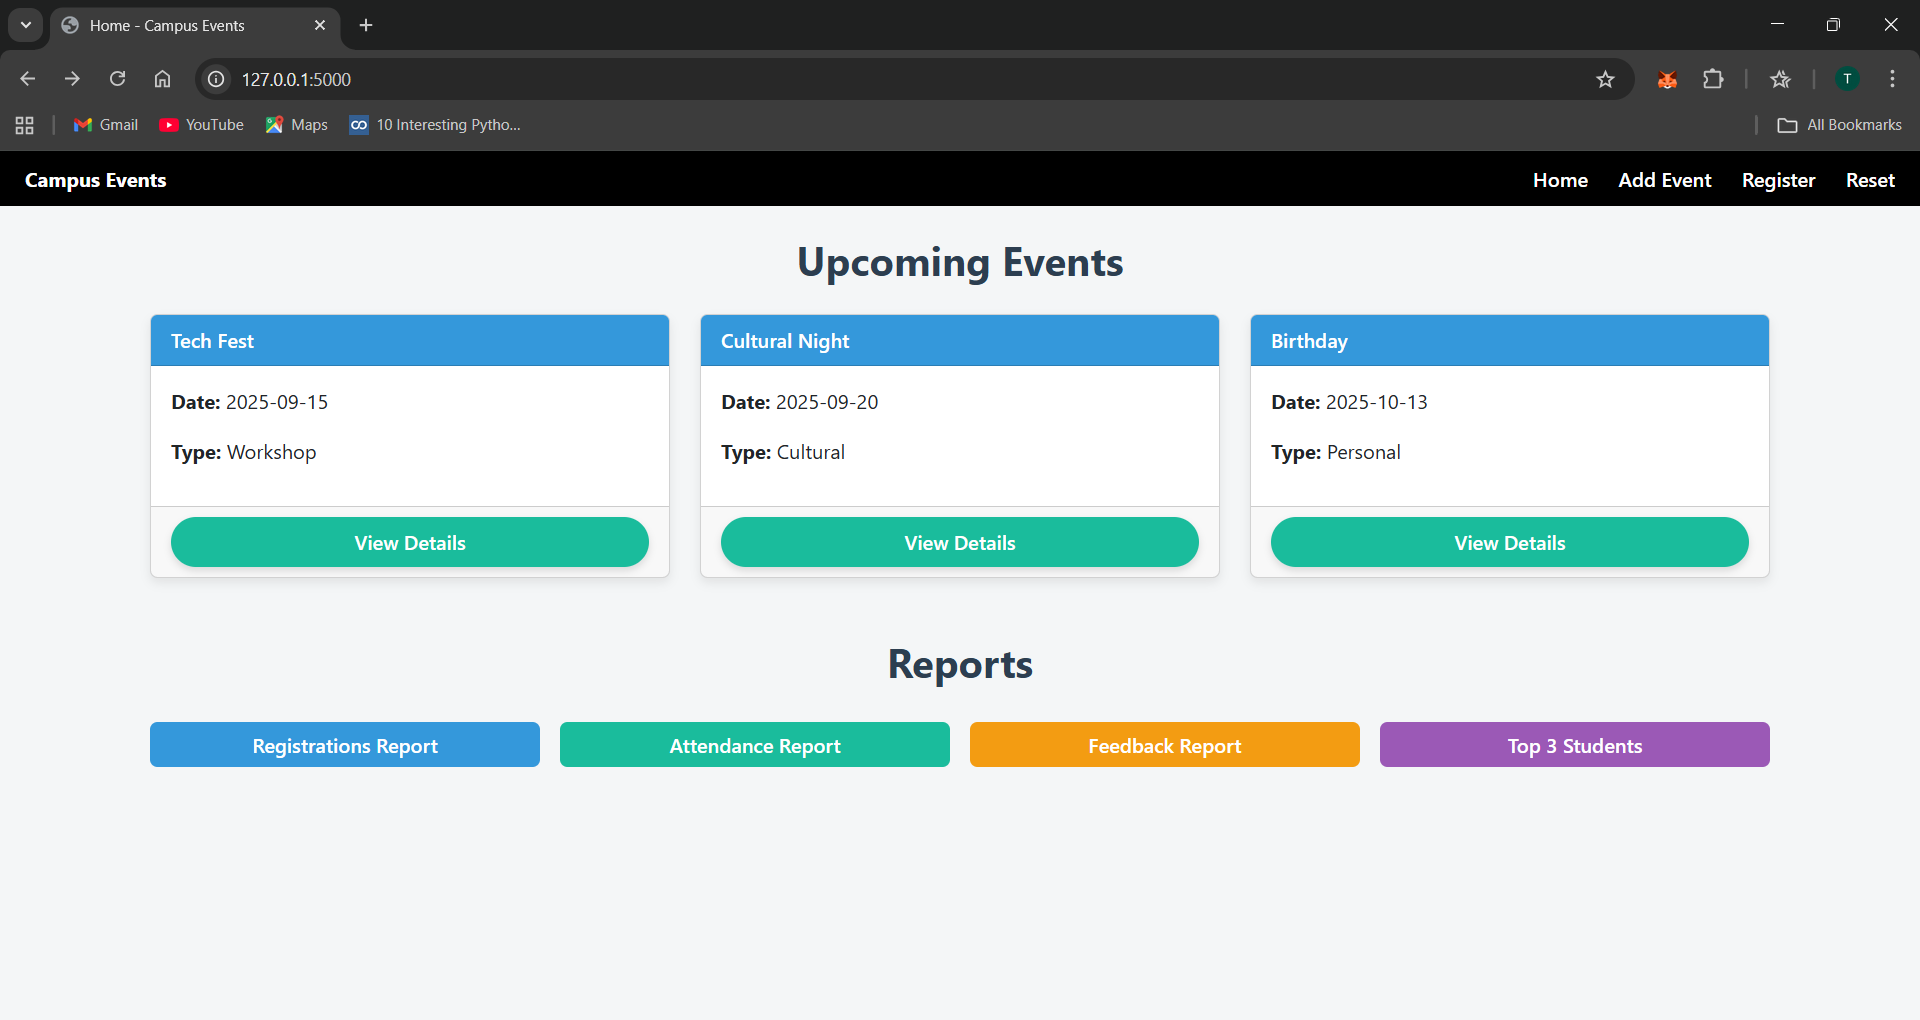 Home - Campus Events
127.0.0.1:5000
T
Gmail YouTube Maps 10 Interesting Pytho... All Bookmarks
Campus Events Home Add Event Register Reset
Upcoming Events
Tech Fest
Date: 2025-09-15
Type: Workshop
View Details
Cultural Night
Date: 2025-09-20
Type: Cultural
View Details
Birthday
Date: 2025-10-13
Type: Personal
View Details
Reports
Registrations Report Attendance Report Feedback Report Top 3 Students